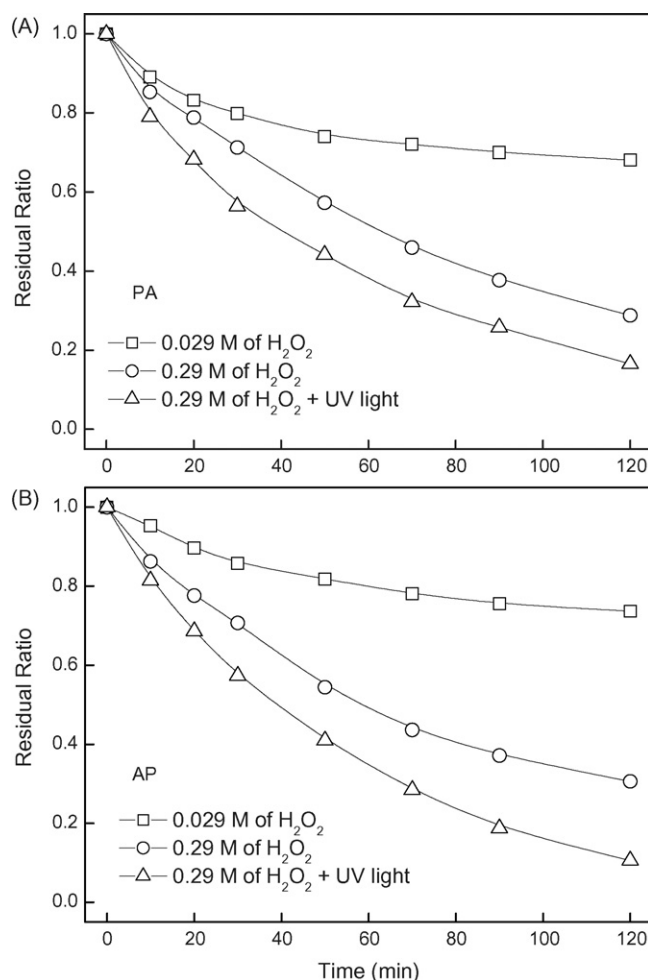 (A)
1.0
0.8
0.6
0.4
0.2
0.0
Residual Ratio
PA
0.029 M of H₂O₂
0.29 M of H₂O₂
0.29 M of H₂O₂ + UV light
0 20 40 60 80 100 120
(B)
1.0
0.8
0.6
0.4
0.2
0.0
Residual Ratio
AP
0.029 M of H₂O₂
0.29 M of H₂O₂
0.29 M of H₂O₂ + UV light
0 20 40 60 80 100 120
Time (min)